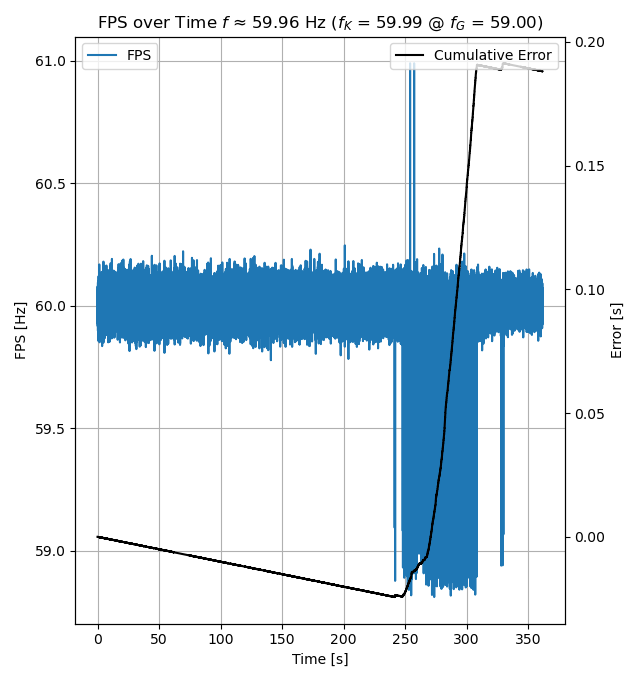 FPS over Time f ≈ 59.96 Hz (f_K = 59.99 @ f_G = 59.00)
FPS
Cumulative Error
61.0
60.5
60.0
59.5
59.0
FPS [Hz]
0.20
0.15
0.10
0.05
0.00
Error [s]
0 50 100 150 200 250 300 350
Time [s]